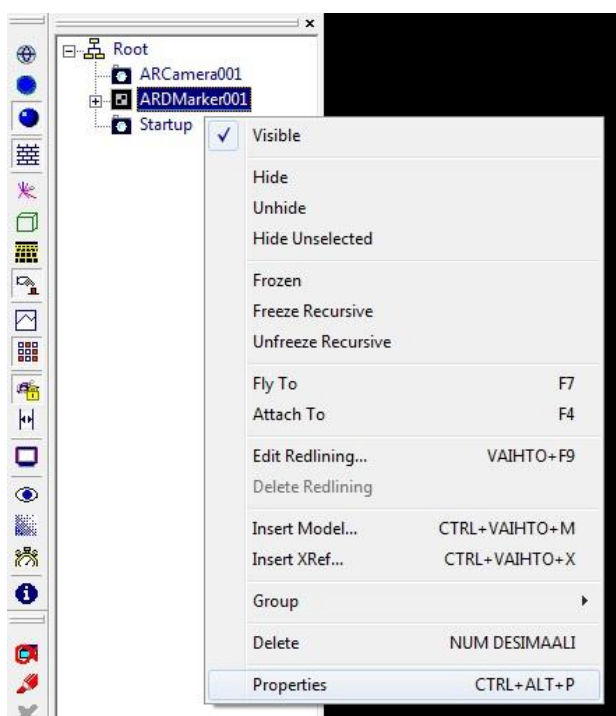 Root
ARCamera001
ARDMarker001
Startup
Visible
Hide
Unhide
Hide Unselected
Frozen
Freeze Recursive
Unfreeze Recursive
Fly To F7
Attach To F4
Edit Redlining... VAIHTO+F9
Delete Redlining
Insert Model... CTRL+VAIHTO+M
Insert XRef... CTRL+VAIHTO+X
Group
Delete NUM DESIMAALI
Properties CTRL+ALT+P